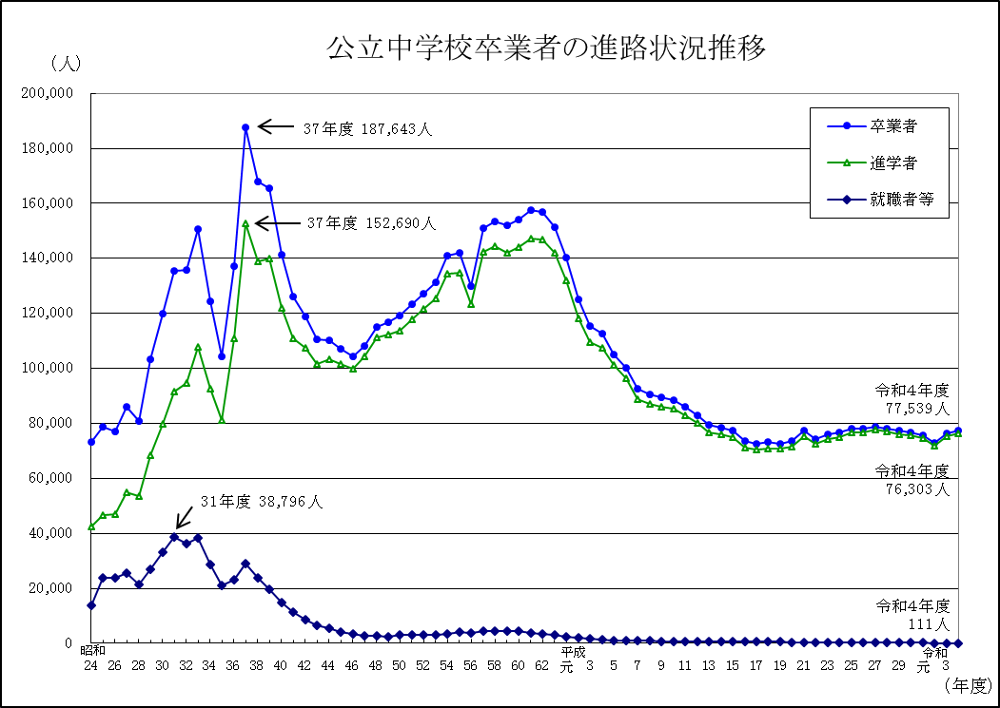 公立中学校卒業者の進路状況推移
（人）
200,000
180,000
160,000
140,000
120,000
100,000
80,000
60,000
40,000
20,000
0
37年度 187,643人
37年度 152,690人
31年度 38,796人
卒業者
進学者
就職者等
令和４年度
77,539人
令和４年度
76,303人
令和４年度
111人
昭和 平成 令和
24 26 28 30 32 34 36 38 40 42 44 46 48 50 52 54 56 58 60 62 元 3 5 7 9 11 13 15 17 19 21 23 25 27 29 元 3
（年度）